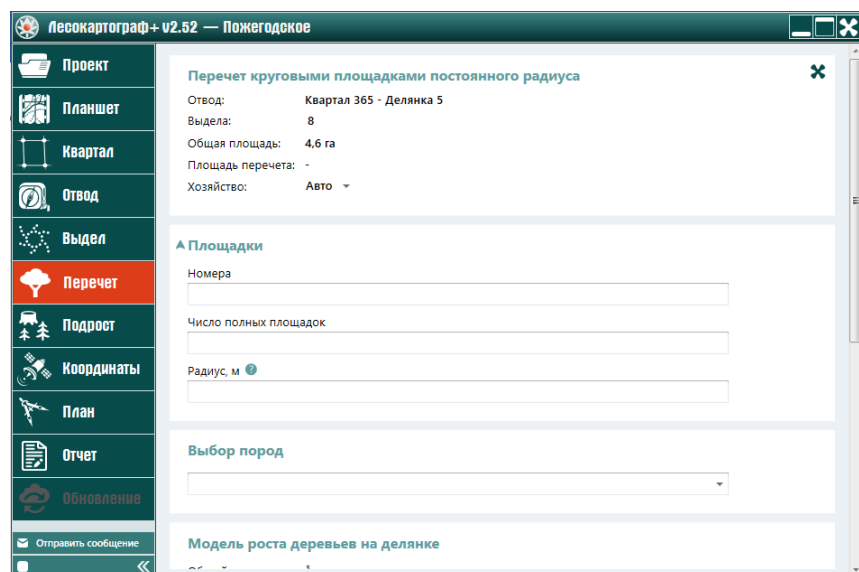 Лесокартограф+ v2.52 — Пожегодское
Проект
Планшет
Квартал
Отвод
Выдел
Перечет
Подрост
Координаты
План
Отчет
Обновление
Отправить сообщение
Перечет круговыми площадками постоянного радиуса
Отвод: Квартал 365 - Делянка 5
Выдела: 8
Общая площадь: 4,6 га
Площадь перечета: -
Хозяйство: Авто
Площадки
Номера
Число полных площадок
Радиус, м ?
Выбор пород
Модель роста деревьев на делянке